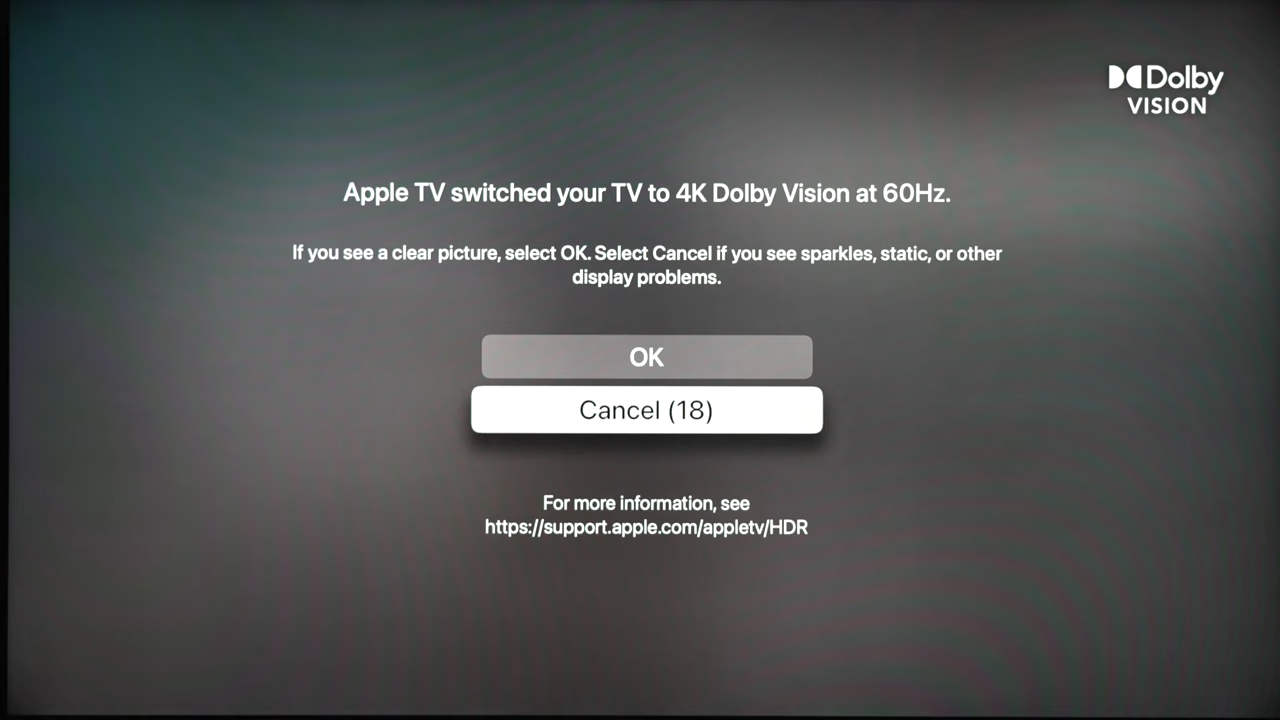 Dolby
VISION
Apple TV switched your TV to 4K Dolby Vision at 60Hz.
If you see a clear picture, select OK. Select Cancel if you see sparkles, static, or other
display problems.
OK
Cancel (18)
For more information, see
https://support.apple.com/appletv/HDR